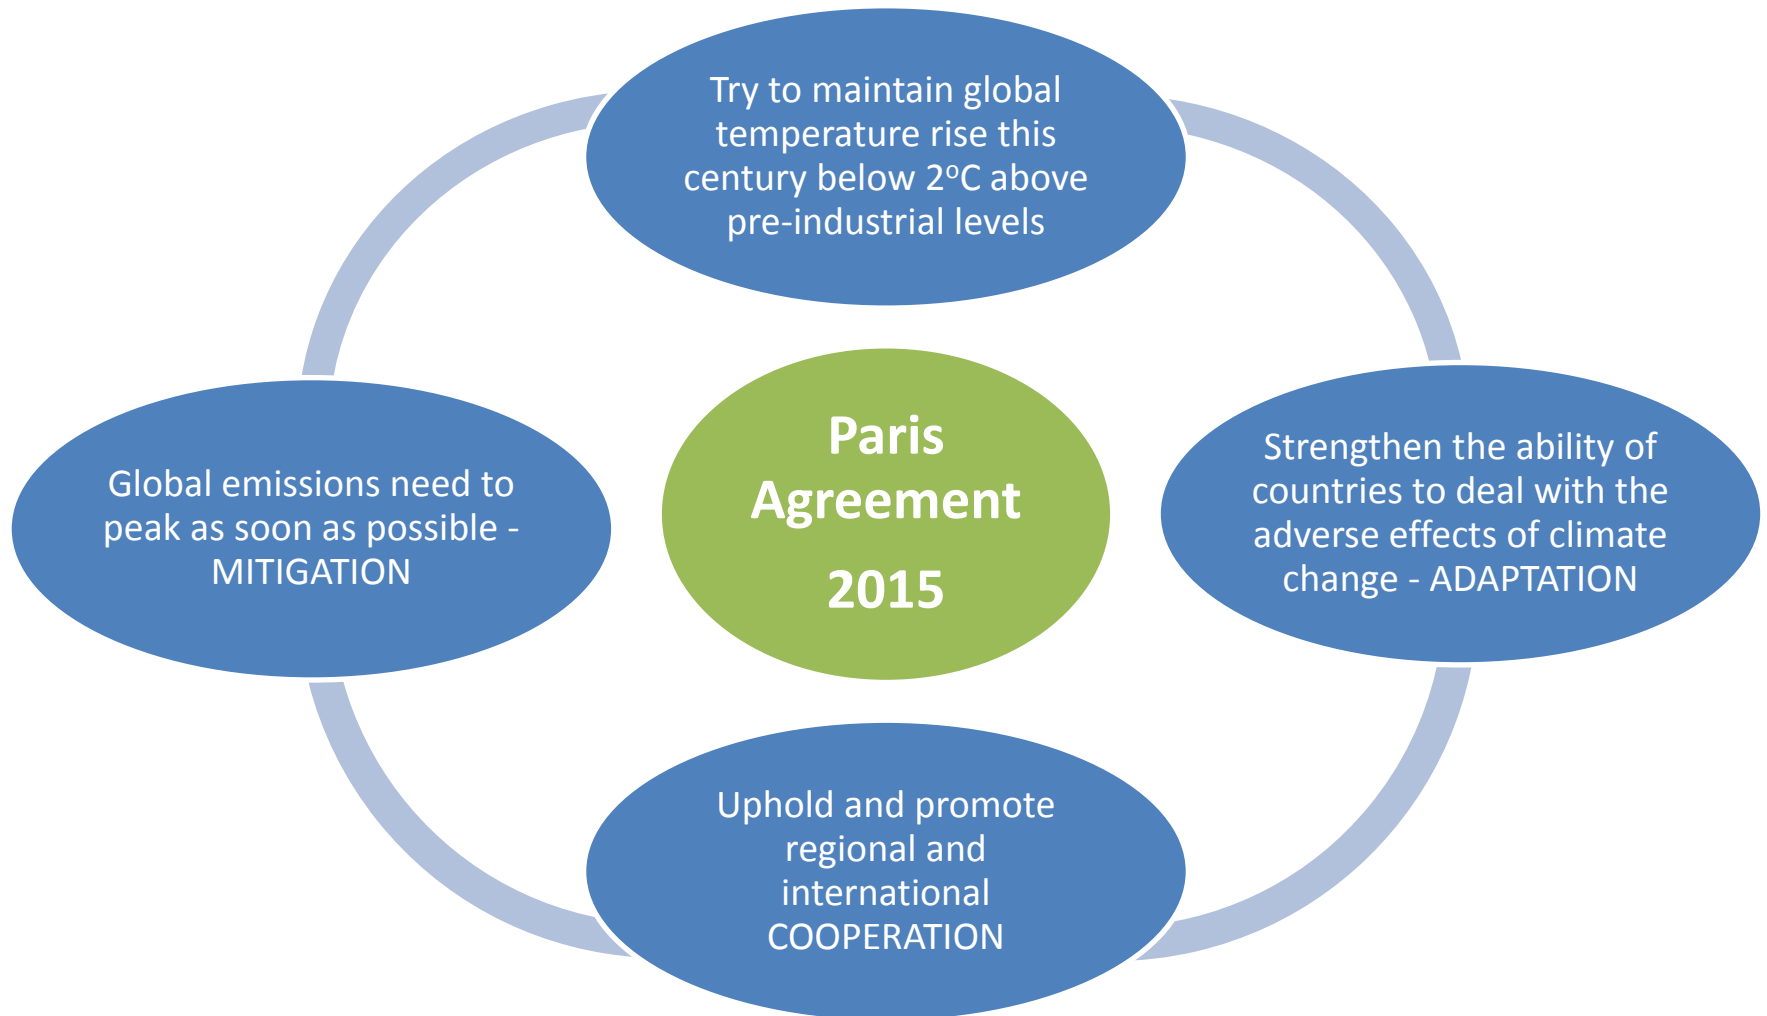 Try to maintain global
temperature rise this
century below 2ºC above
pre-industrial levels
Global emissions need to
peak as soon as possible -
MITIGATION
Paris
Agreement
2015
Strengthen the ability of
countries to deal with the
adverse effects of climate
change - ADAPTATION
Uphold and promote
regional and
international
COOPERATION